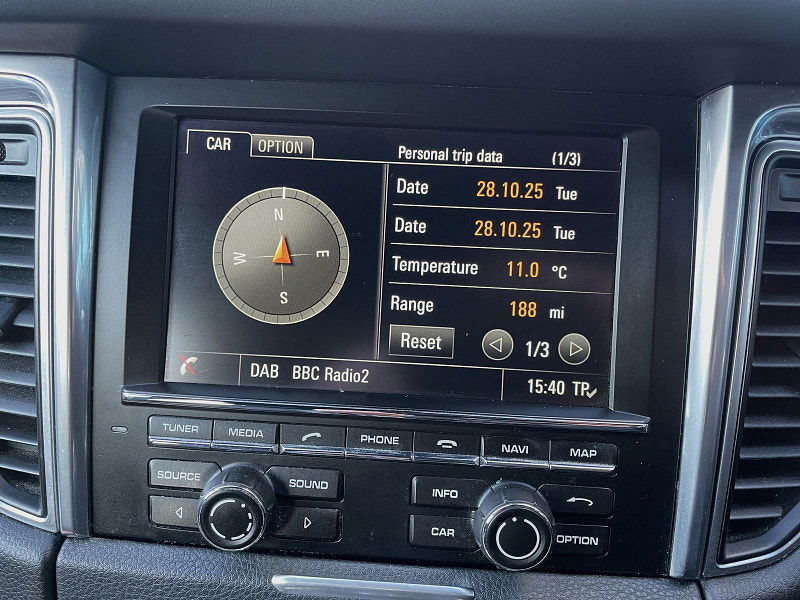 CAR OPTION
Personal trip data (1/3)
Date 28.10.25 Tue
Date 28.10.25 Tue
Temperature 11.0 °C
Range 188 mi
Reset 1/3
N
W E
S
DAB BBC Radio2
15:40 TP
TUNER MEDIA PHONE NAVI MAP
SOURCE SOUND INFO
CAR OPTION